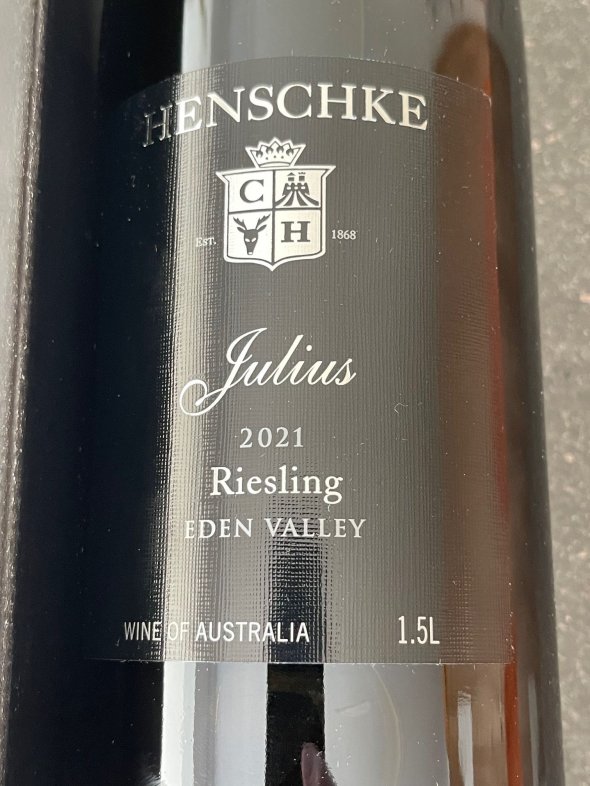 HENSCHKE
C
H
EST. 1868
Julius
2021
Riesling
EDEN VALLEY
WINE OF AUSTRALIA 1.5L